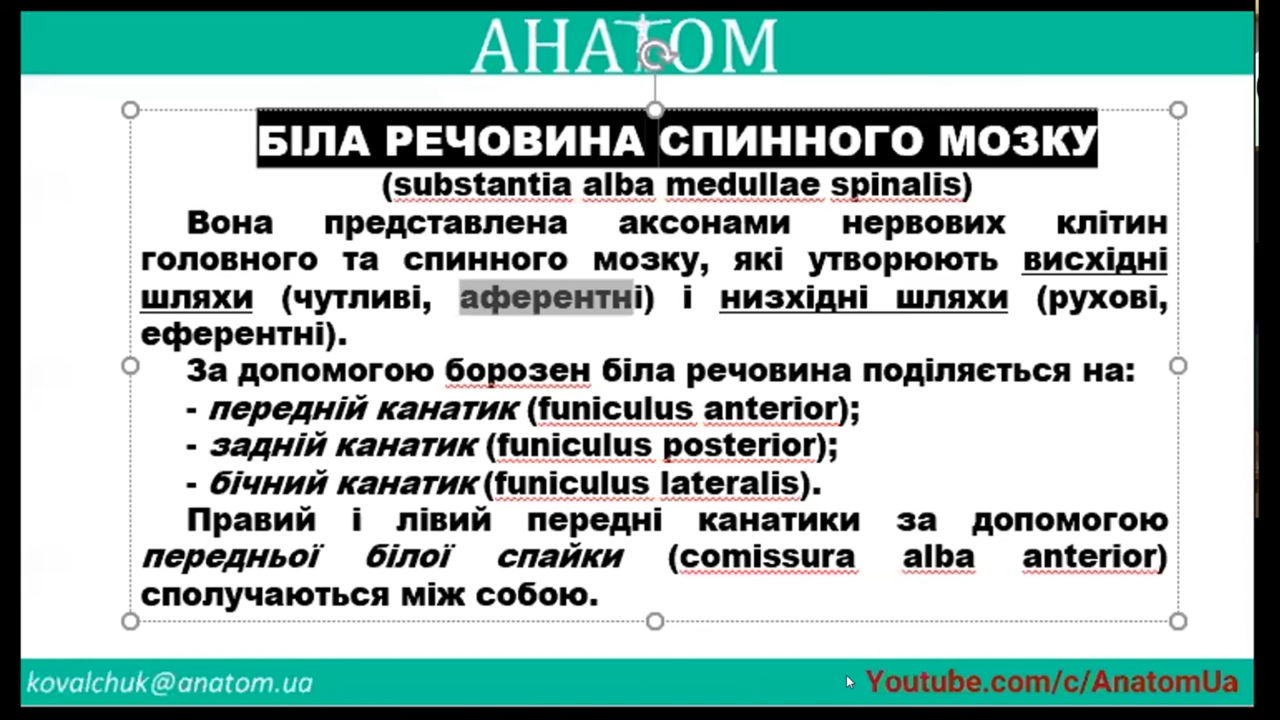 АНАТОМ
БІЛА РЕЧОВИНА СПИННОГО МОЗКУ
(substantia alba medullae spinalis)
Вона представлена аксонами нервових клітин
головного та спинного мозку, які утворюють висхідні
шляхи (чутливі, аферентні) і низхідні шляхи (рухові,
еферентні).
За допомогою борозен біла речовина поділяється на:
- передній канатик (funiculus anterior);
- задній канатик (funiculus posterior);
- бічний канатик (funiculus lateralis).
Правий і лівий передні канатики за допомогою
передньої білої спайки (comissura alba anterior)
сполучаються між собою.
kovalchuk@anatom.ua
Youtube.com/c/AnatomUa